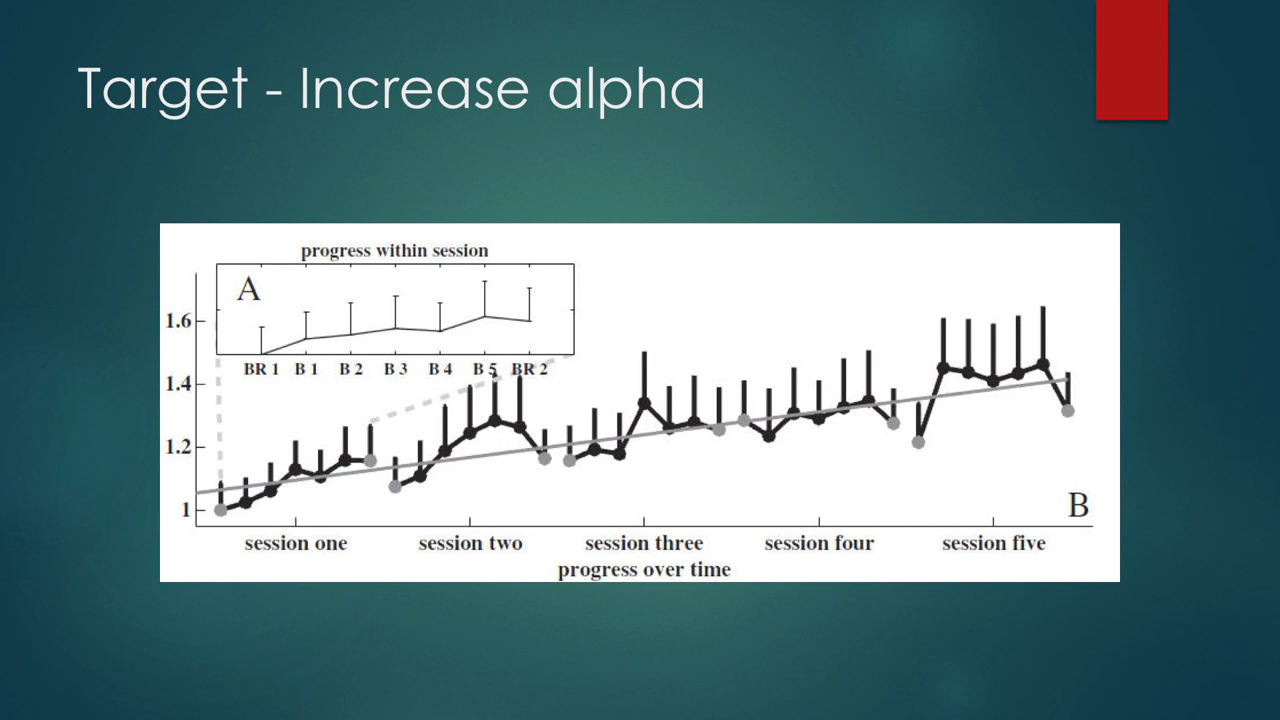 Target - Increase alpha
progress within session
A
BR 1 B 1 B 2 B 3 B 4 B 5 BR 2
1.6
1.4
1.2
1
B
session one session two session three session four session five
progress over time